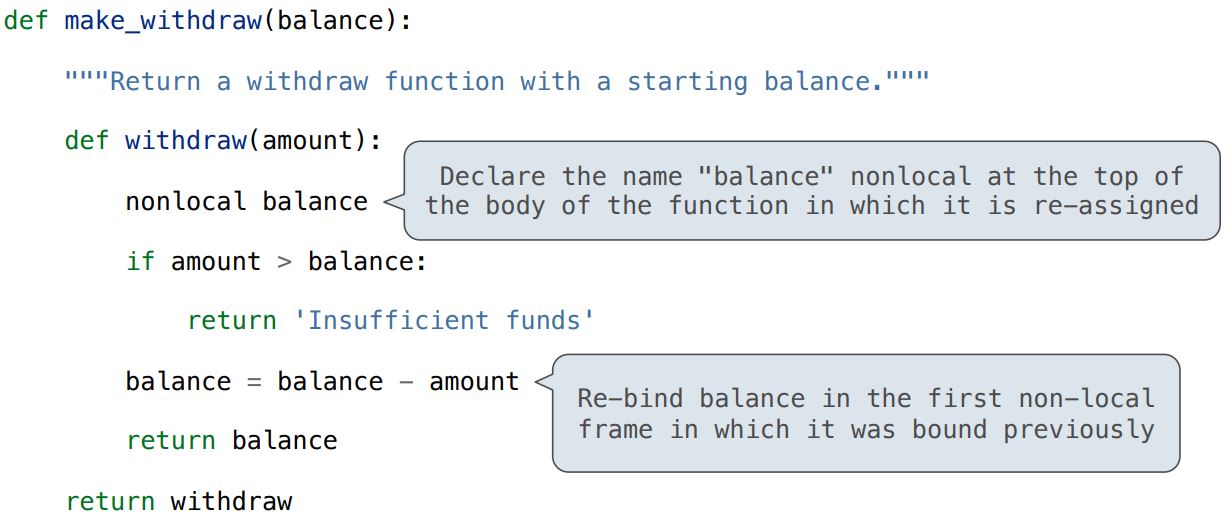 def make_withdraw(balance):
"""Return a withdraw function with a starting balance."""
def withdraw(amount):
nonlocal balance
Declare the name "balance" nonlocal at the top of
the body of the function in which it is re-assigned
if amount > balance:
return 'Insufficient funds'
balance = balance - amount
Re-bind balance in the first non-local
frame in which it was bound previously
return balance
return withdraw